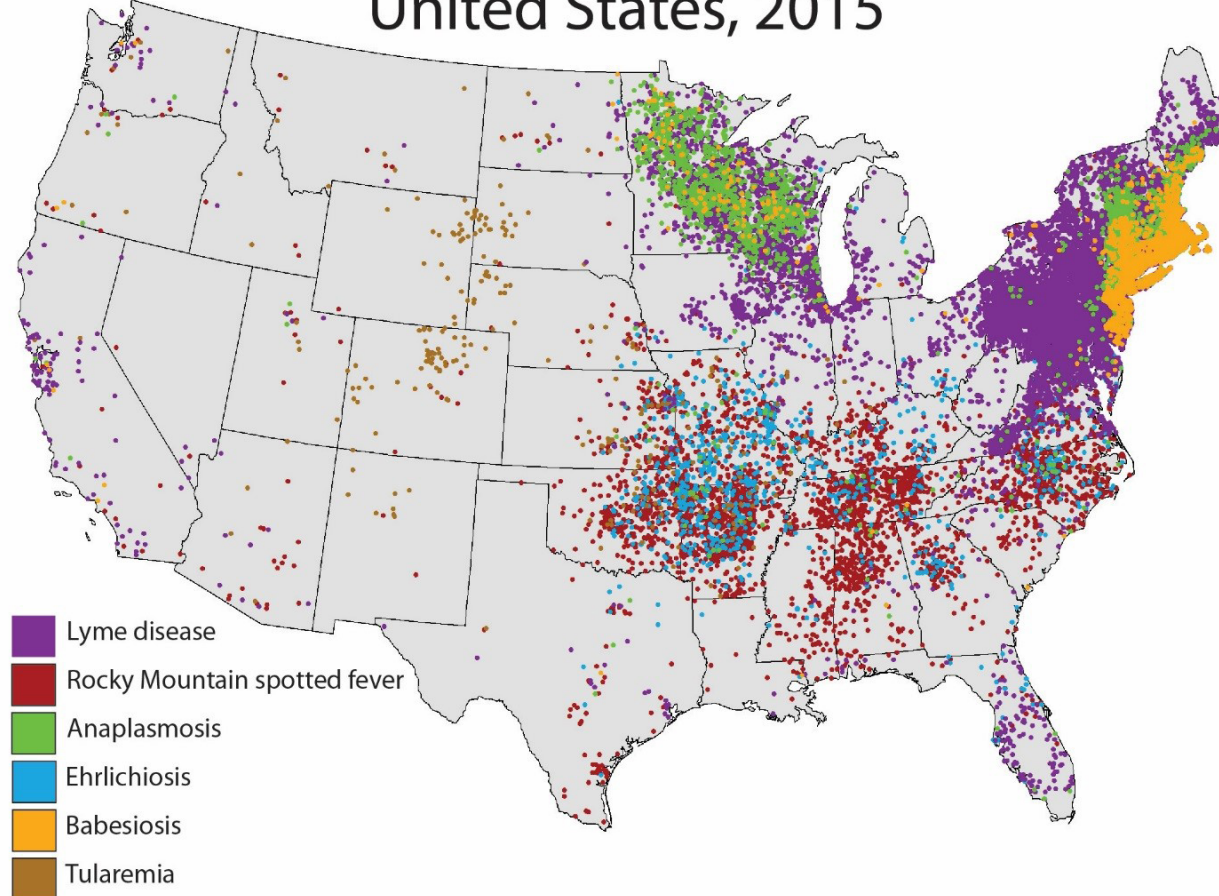 United States, 2015
Lyme disease
Rocky Mountain spotted fever
Anaplasmosis
Ehrlichiosis
Babesiosis
Tularemia